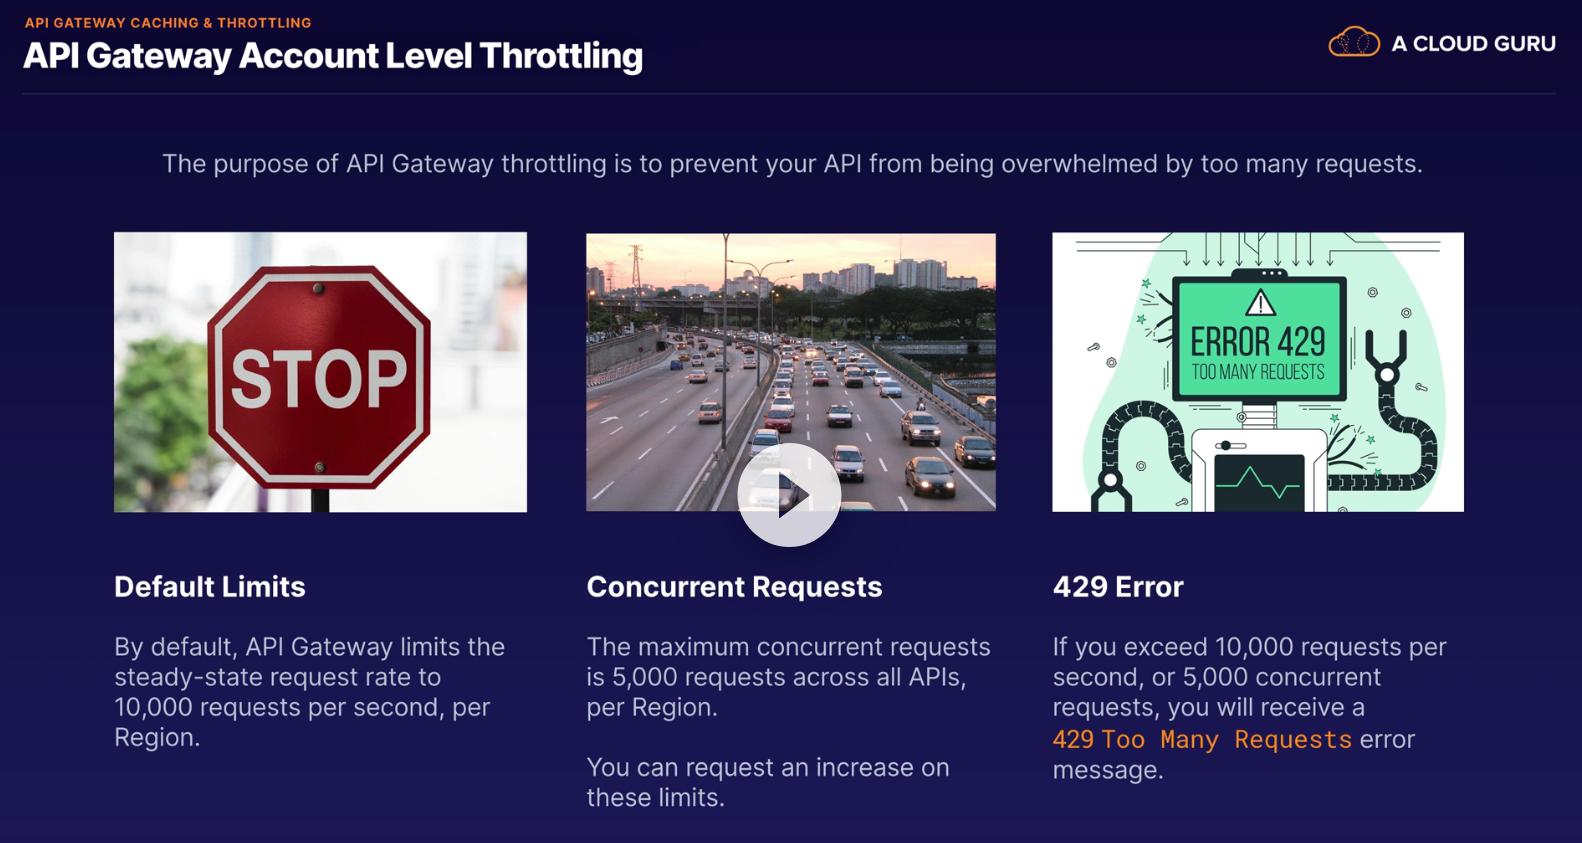 API GATEWAY CACHING & THROTTLING
API Gateway Account Level Throttling
A CLOUD GURU
The purpose of API Gateway throttling is to prevent your API from being overwhelmed by too many requests.
STOP
ERROR 429
TOO MANY REQUESTS
Default Limits
By default, API Gateway limits the
steady-state request rate to
10,000 requests per second, per
Region.
Concurrent Requests
The maximum concurrent requests
is 5,000 requests across all APIs,
per Region.
You can request an increase on
these limits.
429 Error
If you exceed 10,000 requests per
second, or 5,000 concurrent
requests, you will receive a
429 Too Many Requests error
message.